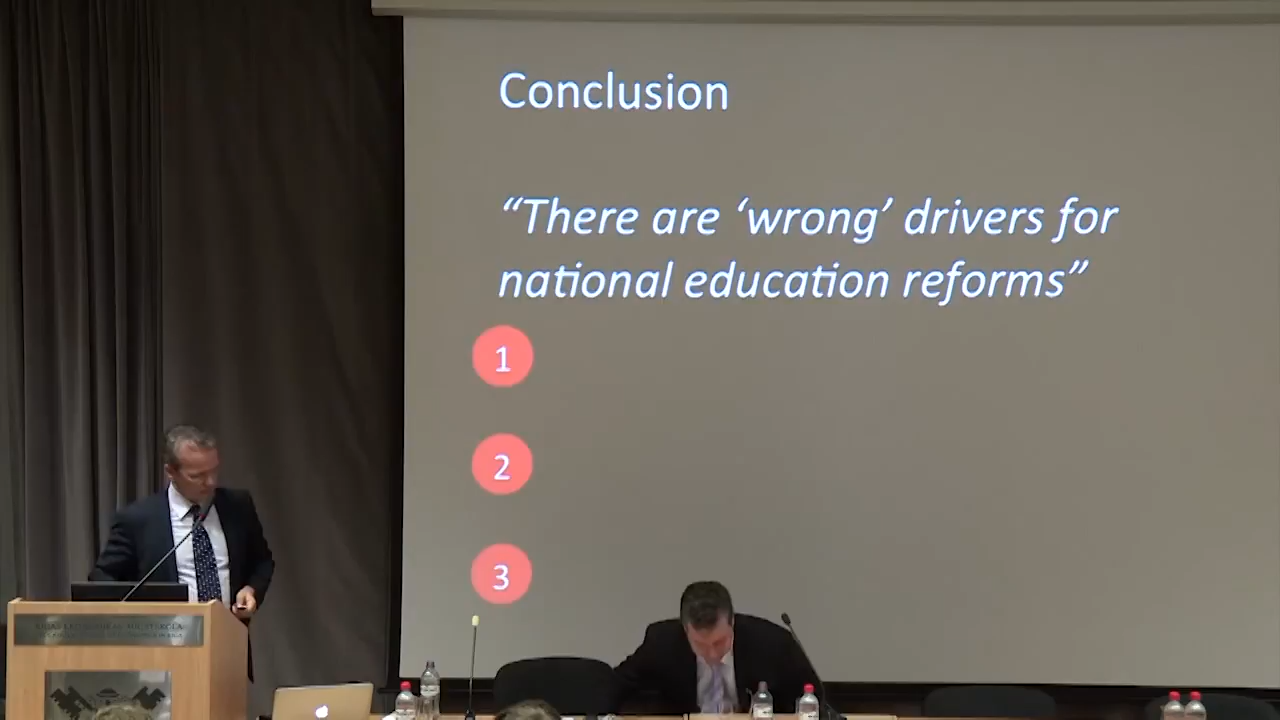 Conclusion
“There are ‘wrong’ drivers for
national education reforms”
1
2
3